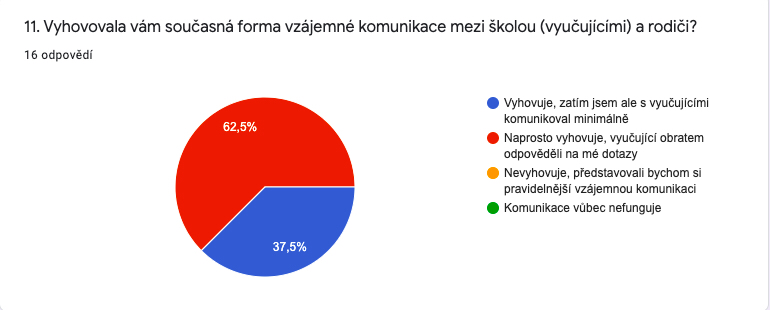 11. Vyhovovala vám současná forma vzájemné komunikace mezi školou (vyučujícími) a rodiči?
16 odpovědí
62,5%
37,5%
Vyhovuje, zatím jsem ale s vyučujícími
komunikoval minimálně
Naprosto vyhovuje, vyučující obratem
odpověděli na mé dotazy
Nevyhovuje, představovali bychom si
pravidelnější vzájemnou komunikaci
Komunikace vůbec nefunguje